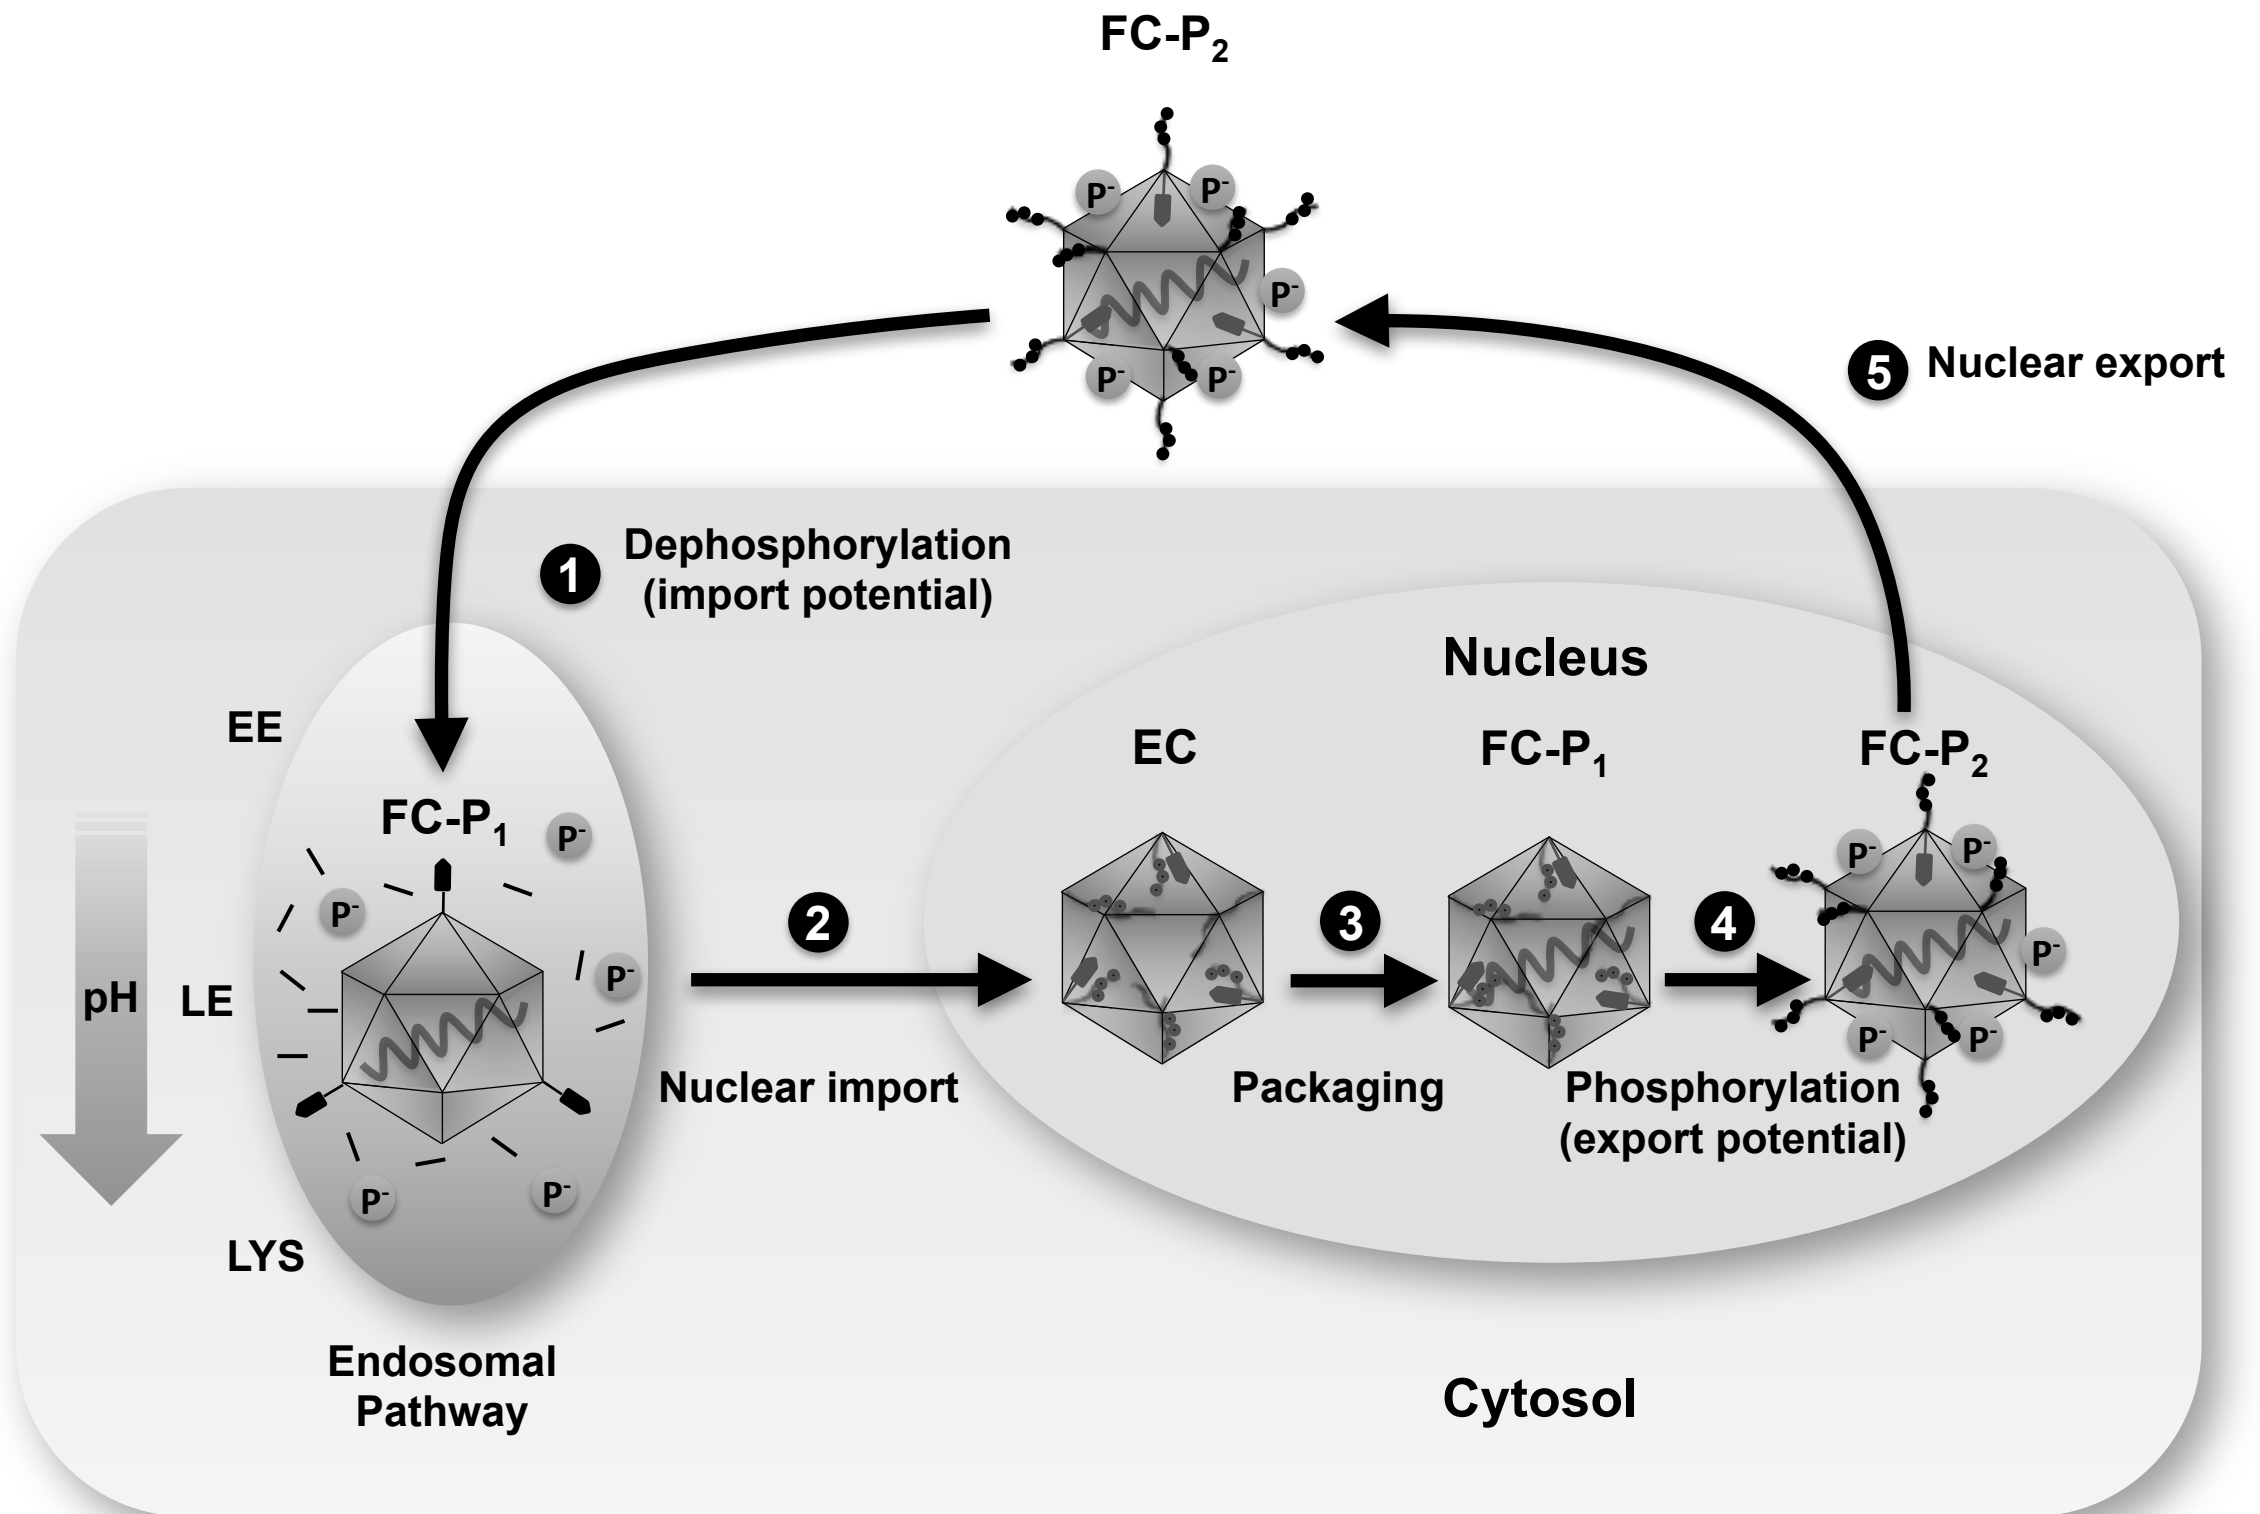 FC-P2
P-
P-
P-
P-
P-
5 Nuclear export
1 Dephosphorylation
(import potential)
Nucleus
EE
EC
FC-P1
FC-P2
FC-P1
P-
P-
P-
P-
P-
pH
LE
LYS
2
Nuclear import
3
Packaging
4
Phosphorylation
(export potential)
P-
P-
P-
P-
P-
Endosomal
Pathway
Cytosol